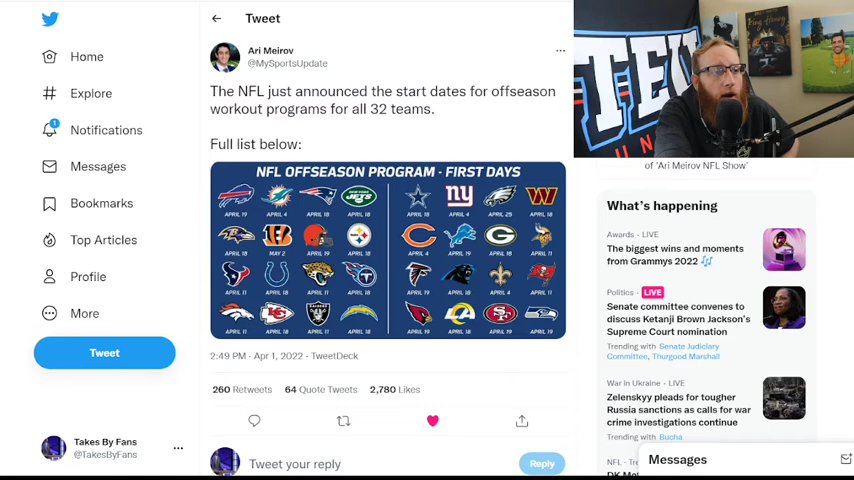 Tweet
Home
Explore
1
Notifications
Messages
Bookmarks
Top Articles
Profile
More
Tweet
Takes By Fans
@TakesByFans
Ari Meirov
@MySportsUpdate
The NFL just announced the start dates for offseason
workout programs for all 32 teams.
Full list below:
NFL OFFSEASON PROGRAM - FIRST DAYS
APRIL 19 APRIL 4 APRIL 18 APRIL 18 APRIL 18 APRIL 4 APRIL 25 APRIL 18
APRIL 18 MAY 2 APRIL 19 APRIL 18 APRIL 4 APRIL 18 APRIL 11
APRIL 11 APRIL 18 APRIL 11 APRIL 18 APRIL 19 APRIL 4 APRIL 11
APRIL 11 APRIL 18 APRIL 11 APRIL 18 APRIL 19 APRIL 19 APRIL 19
2:49 PM · Apr 1, 2022 · TweetDeck
260 Retweets 64 Quote Tweets 2,780 Likes
Tweet your reply
Reply
of 'Ari Meirov NFL Show'
What's happening
Awards · LIVE
The biggest wins and moments
from Grammys 2022
Politics · LIVE
Senate committee convenes to
discuss Ketanji Brown Jackson's
Supreme Court nomination
Trending with Senate Judiciary
Committee, Thurgood Marshall
War in Ukraine · LIVE
Zelenskyy pleads for tougher
Russia sanctions as calls for war
crime investigations continue
Trending with Bucha
NFL
Messages